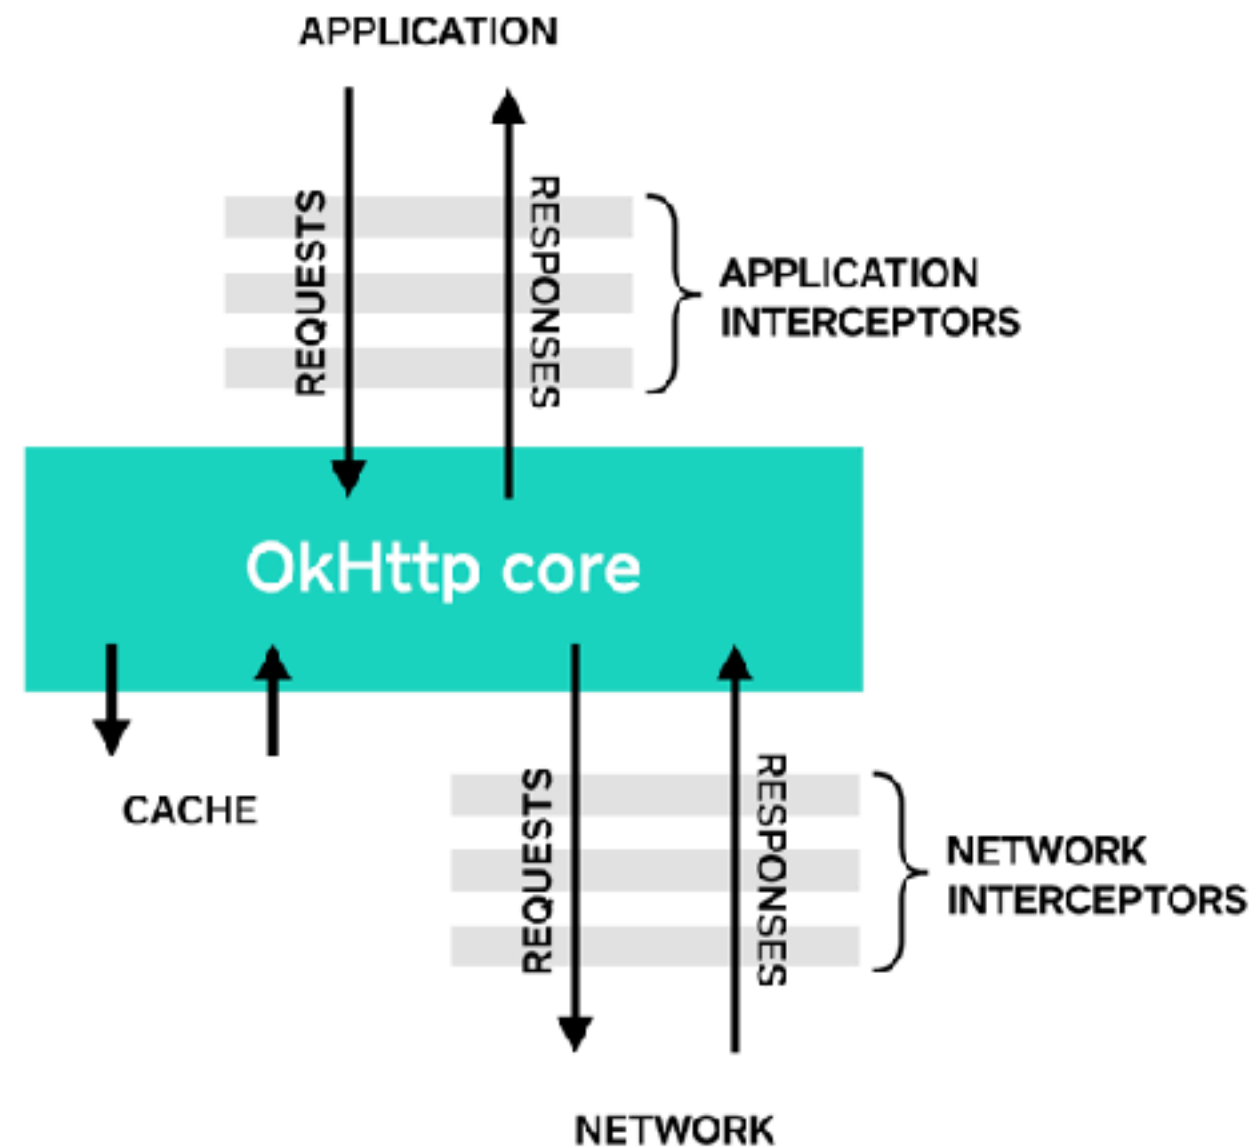 APPLICATION
REQUESTS
RESPONSES
APPLICATION
INTERCEPTORS
OkHttp core
CACHE
REQUESTS
RESPONSES
NETWORK
INTERCEPTORS
NETWORK